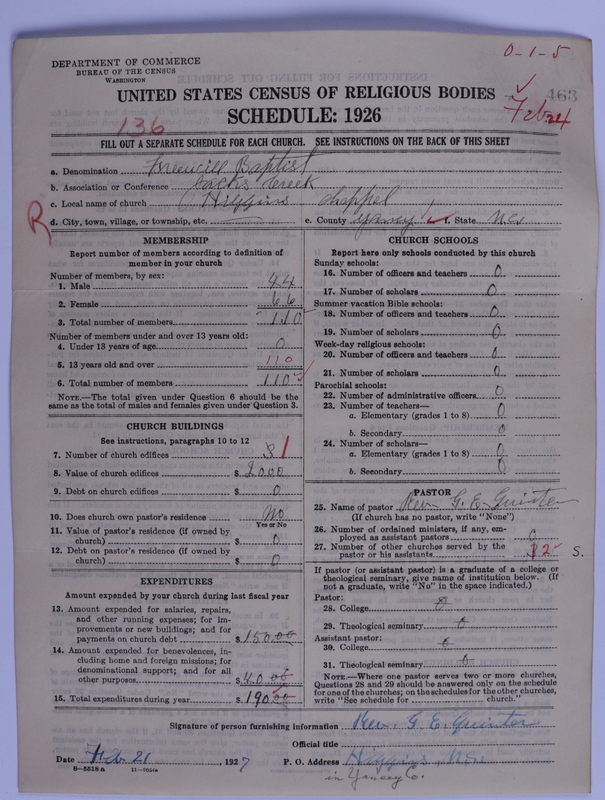 0-1-5
DEPARTMENT OF COMMERCE
BUREAU OF THE CENSUS
WASHINGTON
UNITED STATES CENSUS OF RELIGIOUS BODIES
463
SCHEDULE: 1926
Feb 24
136
FILL OUT A SEPARATE SCHEDULE FOR EACH CHURCH. SEE INSTRUCTIONS ON THE BACK OF THIS SHEET
a. Denomination Freewill Baptist
b. Association or Conference Jacks Creek
c. Local name of church Higgins chappel
R
d. City, town, village, or township, etc. e. County Yancy f. State N.C.
MEMBERSHIP
Report number of members according to definition of
member in your church
Number of members, by sex:
1. Male 44
2. Female 66
3. Total number of members 110
Number of members under and over 13 years old:
4. Under 13 years of age 0
5. 13 years old and over 110
6. Total number of members 110
NOTE.—The total given under Question 6 should be the
same as the total of males and females given under Question 3.
CHURCH BUILDINGS
See instructions, paragraphs 10 to 12
7. Number of church edifices 1
8. Value of church edifices $ 2000
9. Debt on church edifices $ 0
10. Does church own pastor's residence No
Yes or No
11. Value of pastor's residence (if owned by
church) $ 0
12. Debt on pastor's residence (if owned by
church) $ 0
EXPENDITURES
Amount expended by your church during last fiscal year
13. Amount expended for salaries, repairs,
and other running expenses; for im-
provements or new buildings; and for
payments on church debt $ 150.00
14. Amount expended for benevolences, in-
cluding home and foreign missions; for
denominational support; and for all
other purposes $ 40.00
15. Total expenditures during year $ 190.00
CHURCH SCHOOLS
Report here only schools conducted by this church
Sunday schools:
16. Number of officers and teachers 0
17. Number of scholars 0
Summer vacation Bible schools:
18. Number of officers and teachers 0
19. Number of scholars 0
Week-day religious schools:
20. Number of officers and teachers 0
21. Number of scholars 0
Parochial schools:
22. Number of administrative officers 0
23. Number of teachers—
a. Elementary (grades 1 to 8) 0
b. Secondary 0
24. Number of scholars—
a. Elementary (grades 1 to 8) 0
b. Secondary 0
PASTOR
25. Name of pastor Rev G. E. Guinter
(If church has no pastor, write "None")
26. Number of ordained ministers, if any, em-
ployed as assistant pastors 0
27. Number of other churches served by the
pastor or his assistants 2 S.
If pastor (or assistant pastor) is a graduate of a college or
theological seminary, give name of institution below. (If
not a graduate, write "No" in the space indicated.)
Pastor:
28. College 0
29. Theological seminary 0
Assistant pastor:
30. College 0
31. Theological seminary 0
NOTE.—Where one pastor serves two or more churches,
Questions 28 and 29 should be answered only on the schedule
for one of the churches; on the schedules for the other churches,
write "See schedule for church."
Signature of person furnishing information Rev. G. E. Guinter
Official title
Date Feb 21 1927 P. O. Address Higgins N.C.
8-5518 a
in Yancey Co.